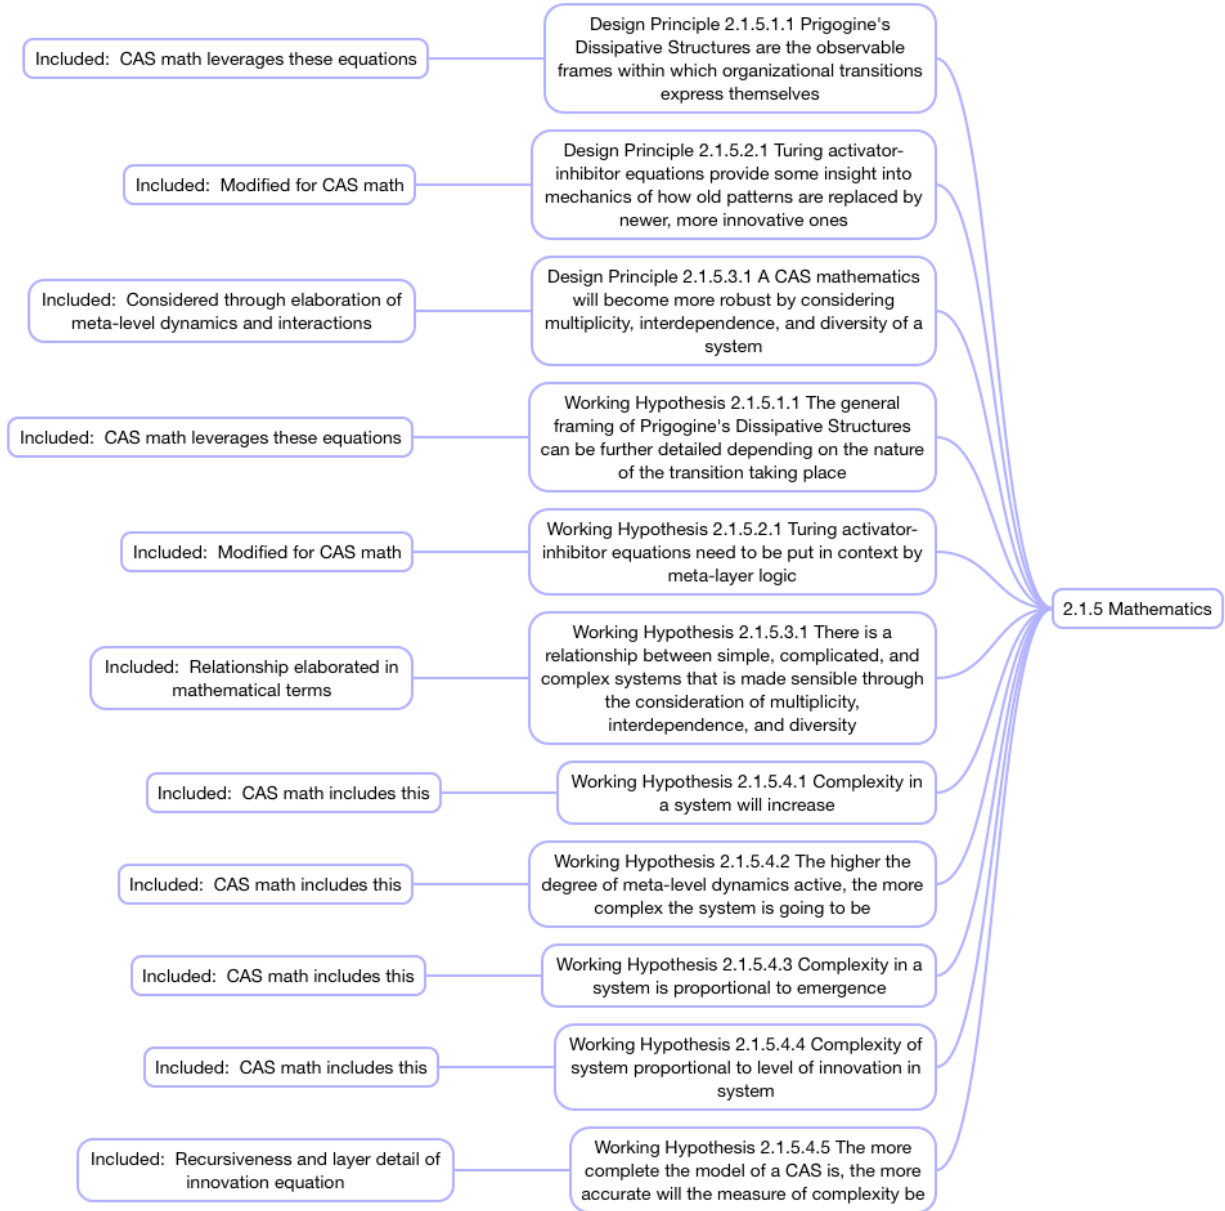 Included:  CAS math leverages these equations
Design Principle 2.1.5.1.1 Prigogine's
Dissipative Structures are the observable
frames within which organizational transitions
express themselves
Included:  Modified for CAS math
Design Principle 2.1.5.2.1 Turing activator-
inhibitor equations provide some insight into
mechanics of how old patterns are replaced by
newer, more innovative ones
Included:  Considered through elaboration of
meta-level dynamics and interactions
Design Principle 2.1.5.3.1 A CAS mathematics
will become more robust by considering
multiplicity, interdependence, and diversity of a
system
Included:  CAS math leverages these equations
Working Hypothesis 2.1.5.1.1 The general
framing of Prigogine's Dissipative Structures
can be further detailed depending on the nature
of the transition taking place
Included:  Modified for CAS math
Working Hypothesis 2.1.5.2.1 Turing activator-
inhibitor equations need to be put in context by
meta-layer logic
2.1.5 Mathematics
Included:  Relationship elaborated in
mathematical terms
Working Hypothesis 2.1.5.3.1 There is a
relationship between simple, complicated, and
complex systems that is made sensible through
the consideration of multiplicity,
interdependence, and diversity
Included:  CAS math includes this
Working Hypothesis 2.1.5.4.1 Complexity in
a system will increase
Included:  CAS math includes this
Working Hypothesis 2.1.5.4.2 The higher the
degree of meta-level dynamics active, the more
complex the system is going to be
Included:  CAS math includes this
Working Hypothesis 2.1.5.4.3 Complexity in a
system is proportional to emergence
Included:  CAS math includes this
Working Hypothesis 2.1.5.4.4 Complexity of
system proportional to level of innovation in
system
Included:  Recursiveness and layer detail of
innovation equation
Working Hypothesis 2.1.5.4.5 The more
complete the model of a CAS is, the more
accurate will the measure of complexity be